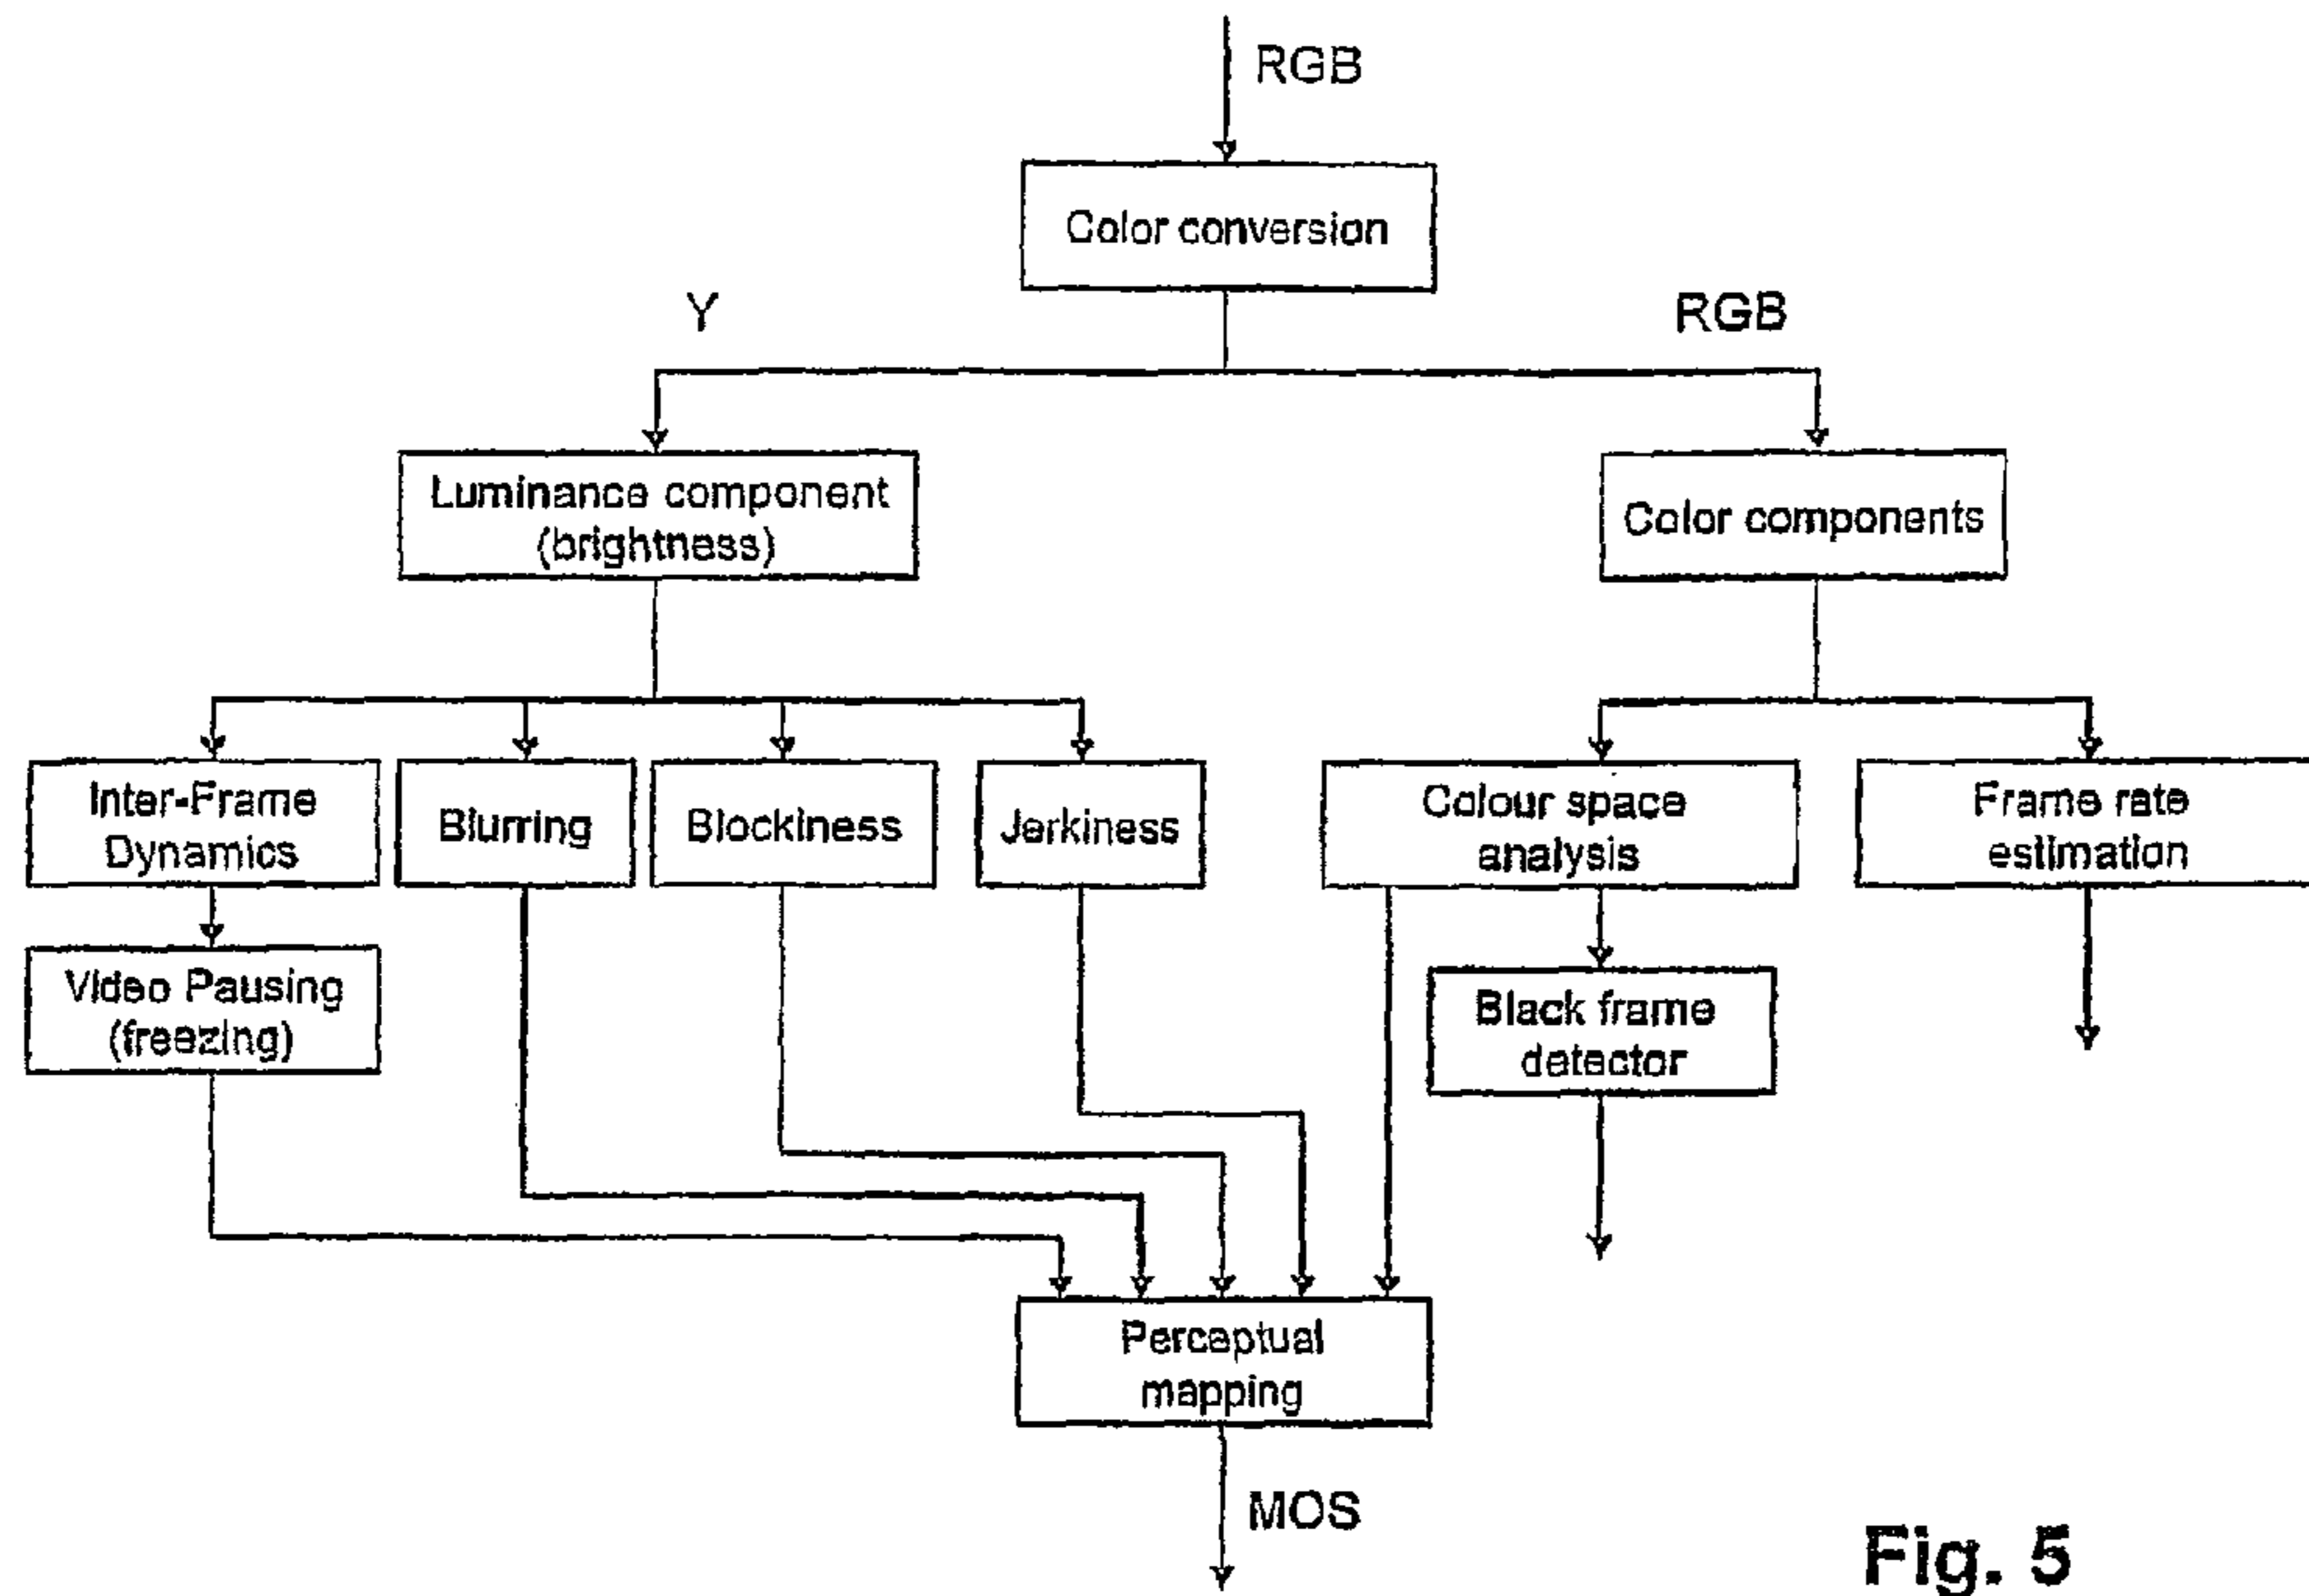 RGB
Color conversion
Y
RGB
Luminance component
(brightness)
Color components
Inter-Frame
Dynamics
Blurring
Blockiness
Jerkiness
Colour space
analysis
Frame rate
estimation
Video Pausing
(freezing)
Black frame
detector
Perceptual
mapping
MOS
Fig. 5